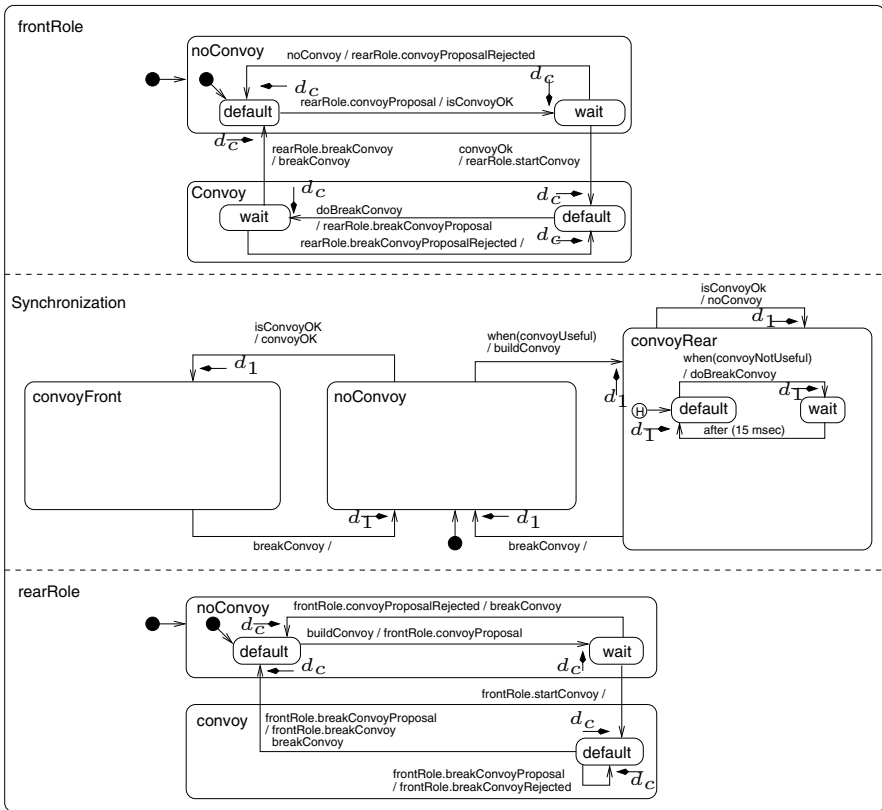 frontRole
noConvoy
noConvoy / rearRole.convoyProposalRejected
d_c
d_c
rearRole.convoyProposal / isConvoyOK
default
wait
d_c
rearRole.breakConvoy
/ breakConvoy
convoyOk
/ rearRole.startConvoy
Convoy
d_c
d_c
wait
doBreakConvoy
/ rearRole.breakConvoyProposal
default
rearRole.breakConvoyProposalRejected /
d_c
Synchronization
isConvoyOk
/ noConvoy
d_1
isConvoyOK
/ convoyOK
d_1
when(convoyUseful)
/ buildConvoy
d_1
convoyRear
when(convoyNotUseful)
/ doBreakConvoy
d_1
H
default
wait
d_1
after (15 msec)
convoyFront
noConvoy
d_1
d_1
breakConvoy /
breakConvoy /
rearRole
noConvoy
frontRole.convoyProposalRejected / breakConvoy
d_c
buildConvoy / frontRole.convoyProposal
default
wait
d_c
d_c
frontRole.startConvoy /
convoy
frontRole.breakConvoyProposal
/ frontRole.breakConvoy
breakConvoy
d_c
default
frontRole.breakConvoyProposal
/ frontRole.breakConvoyRejected
d_c